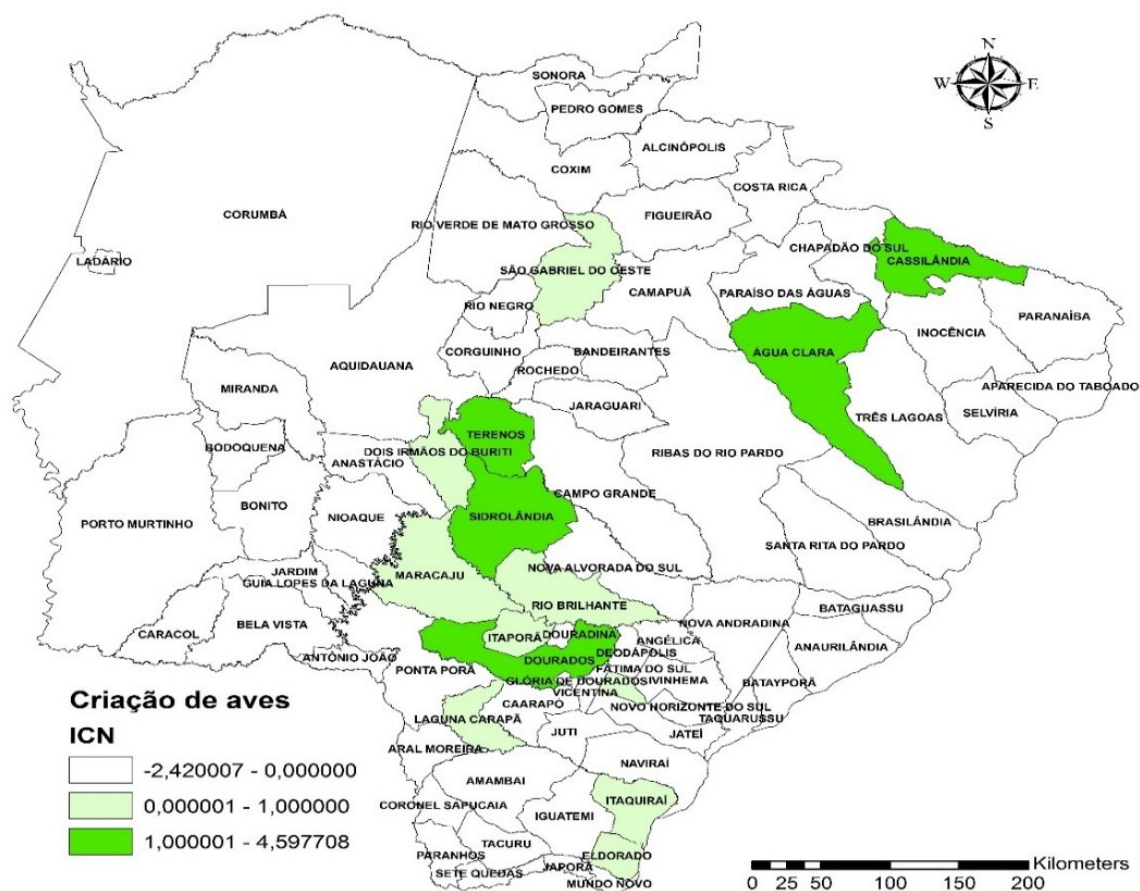 N
W E
S
SONORA
PEDRO GOMES
ALCINÓPOLIS
COXIM
COSTA RICA
CORUMBÁ
RIO VERDE DE MATO GROSSO
FIGUEIRÃO
LADÁRIO
CHAPADÃO DO SUL
CASSILÂNDIA
SÃO GABRIEL DO OESTE
CAMAPUÃ
PARAÍSO DAS ÁGUAS
RIO NEGRO
PARANAÍBA
INOCÊNCIA
CORGUINHO
BANDEIRANTES
ÁGUA CLARA
AQUIDAUANA
ROCHEDO
MIRANDA
APARECIDA DO TABOADO
JARAGUARI
TRÊS LAGOAS
SELVÍRIA
TERENOS
BODOQUENA
DOIS IRMÃOS DO BURITI
RIBAS DO RIO PARDO
ANASTÁCIO
CAMPO GRANDE
BONITO
SIDROLÂNDIA
NIOAQUE
PORTO MURTINHO
BRASILÂNDIA
SANTA RITA DO PARDO
NOVA ALVORADA DO SUL
JARDIM
MARACAJU
GUIA LOPES DA LAGUNA
RIO BRILHANTE
BATAGUASSU
BELA VISTA
NOVA ANDRADINA
CARACOL
ITAPORÃ
DOURADINA
ANGÉLICA
ANAURILÂNDIA
DEODÁPOLIS
ANTÔNIO JOÃO
DOURADOS
PONTA PORÃ
FÁTIMA DO SUL
GLÓRIA DE DOURADOS
IVINHEMA
BATAYPORÃ
VICENTINA
CAARAPÓ
NOVO HORIZONTE DO SUL
LAGUNA CARAPÃ
TAQUARUSSU
JUTI
JATEÍ
ARAL MOREIRA
NAVIRAÍ
AMAMBAI
ITAQUIRAÍ
CORONEL SAPUCAIA
IGUATEMI
TACURU
PARANHOS
ELDORADO
JAPORÃ
SETE QUEDAS
MUNDO NOVO
Criação de aves
ICN
-2,420007 - 0,000000
0,000001 - 1,000000
1,000001 - 4,597708
Kilometers
0 25 50 100 150 200